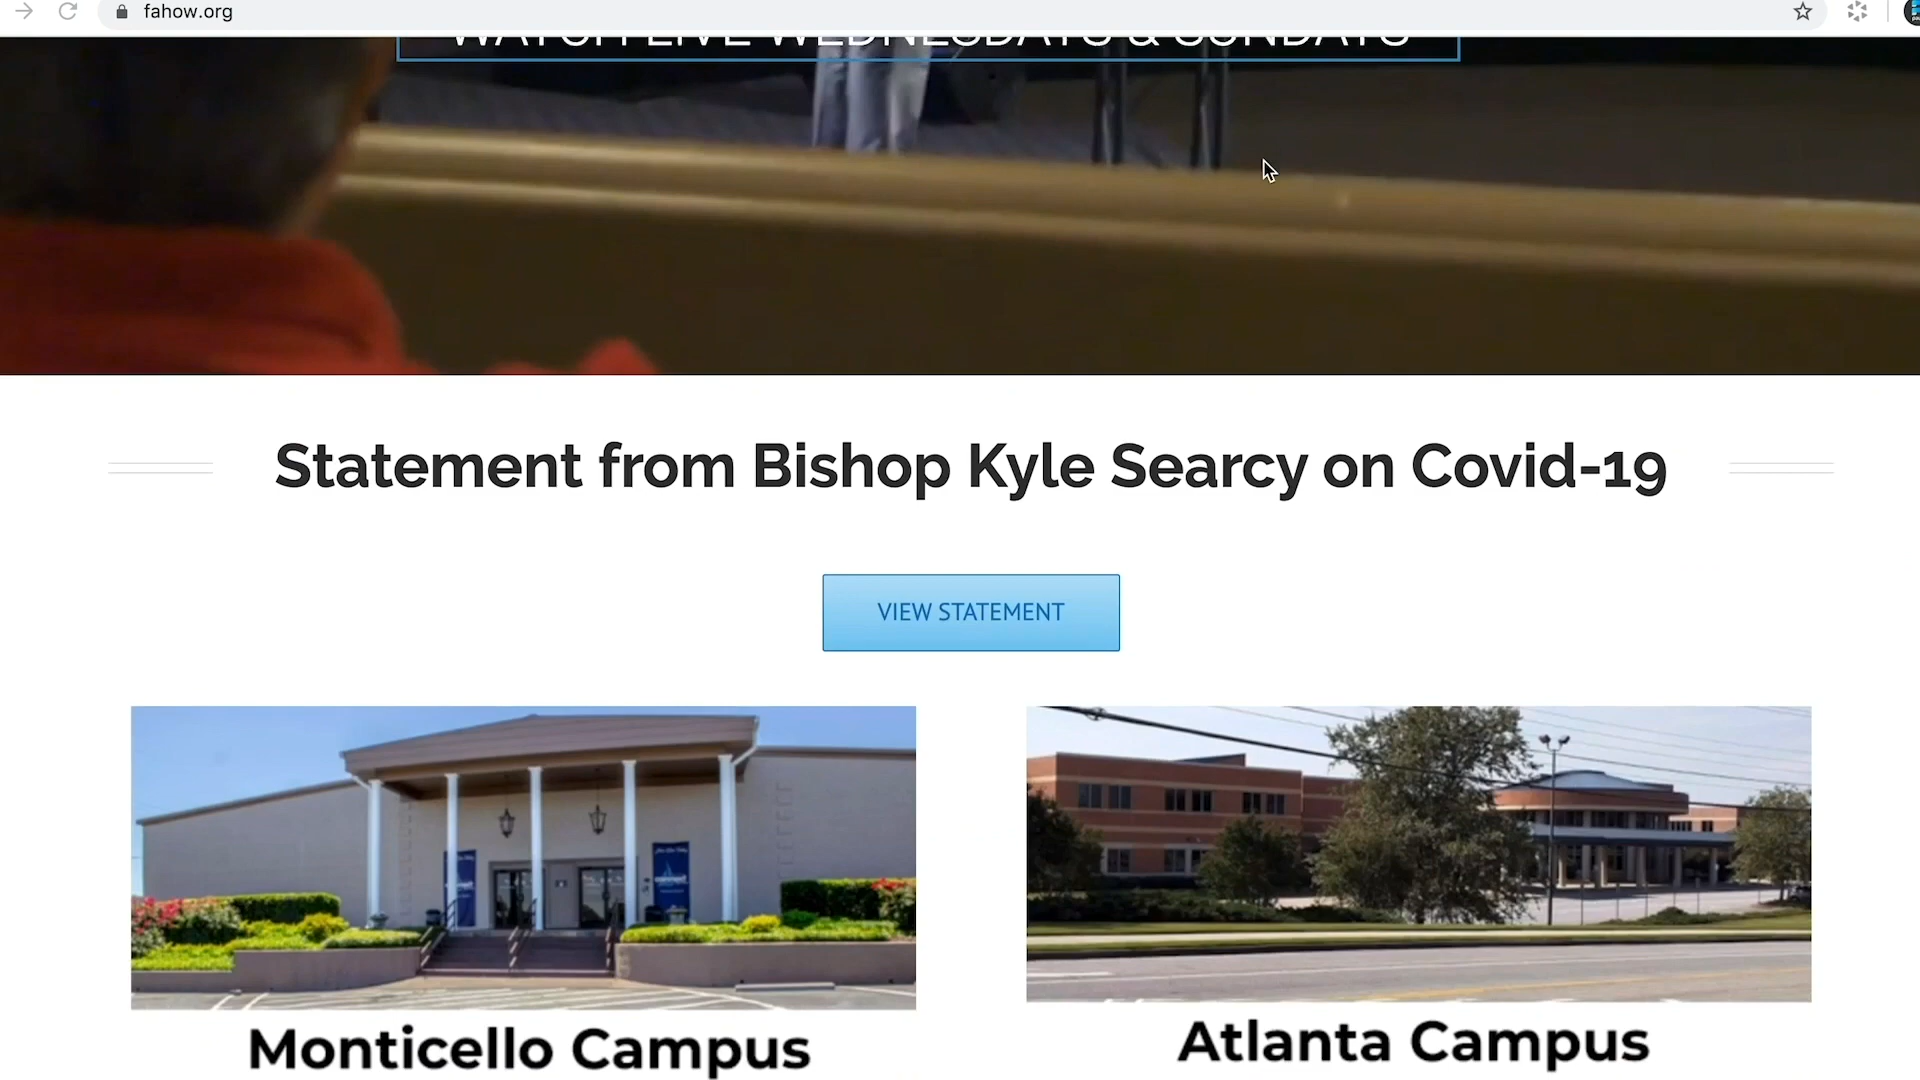 fahow.org
WATCH LIVE WEDNESDAYS & SUNDAYS
Statement from Bishop Kyle Searcy on Covid-19
VIEW STATEMENT
Monticello Campus
Atlanta Campus